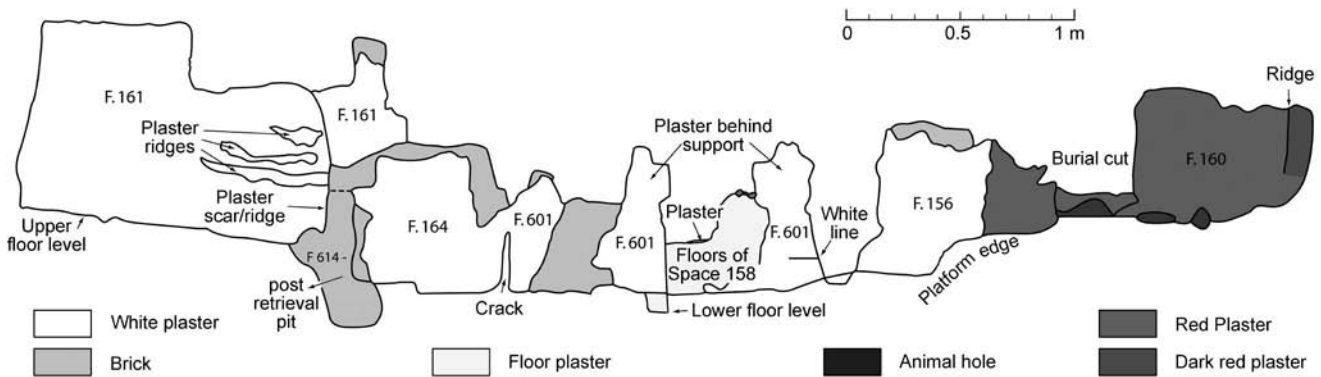 0
0.5
1 m
F. 161
Plaster
ridges
Plaster
scar/ridge
Upper
floor level
F. 161
F 614 -
post
retrieval
pit
F. 164
F. 601
Crack
Plaster behind
support
F. 601
Plaster
Floors of
Space 158
F. 601
White
line
Lower floor level
F. 156
Platform edge
Burial cut
F. 160
Ridge
White plaster
Brick
Floor plaster
Animal hole
Red Plaster
Dark red plaster